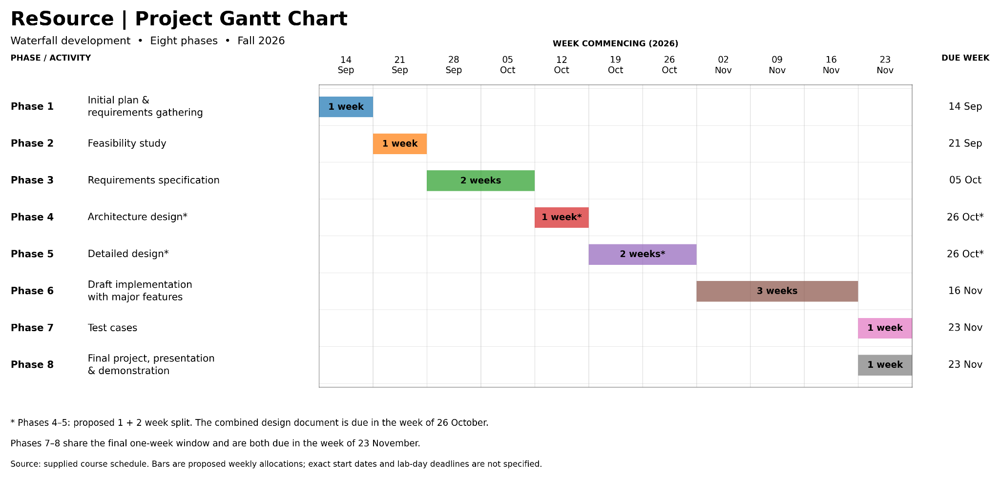 ReSource | Project Gantt Chart
Waterfall development • Eight phases • Fall 2026
WEEK COMMENCING (2026)
PHASE / ACTIVITY
14 Sep
21 Sep
28 Sep
05 Oct
12 Oct
19 Oct
26 Oct
02 Nov
09 Nov
16 Nov
23 Nov
DUE WEEK
Phase 1
Initial plan &
requirements gathering
1 week
14 Sep
Phase 2
Feasibility study
1 week
21 Sep
Phase 3
Requirements specification
2 weeks
05 Oct
Phase 4
Architecture design*
1 week*
26 Oct*
Phase 5
Detailed design*
2 weeks*
26 Oct*
Phase 6
Draft implementation
with major features
3 weeks
16 Nov
Phase 7
Test cases
1 week
23 Nov
Phase 8
Final project, presentation
& demonstration
1 week
23 Nov
* Phases 4–5: proposed 1 + 2 week split. The combined design document is due in the week of 26 October.
Phases 7–8 share the final one-week window and are both due in the week of 23 November.
Source: supplied course schedule. Bars are proposed weekly allocations; exact start dates and lab-day deadlines are not specified.